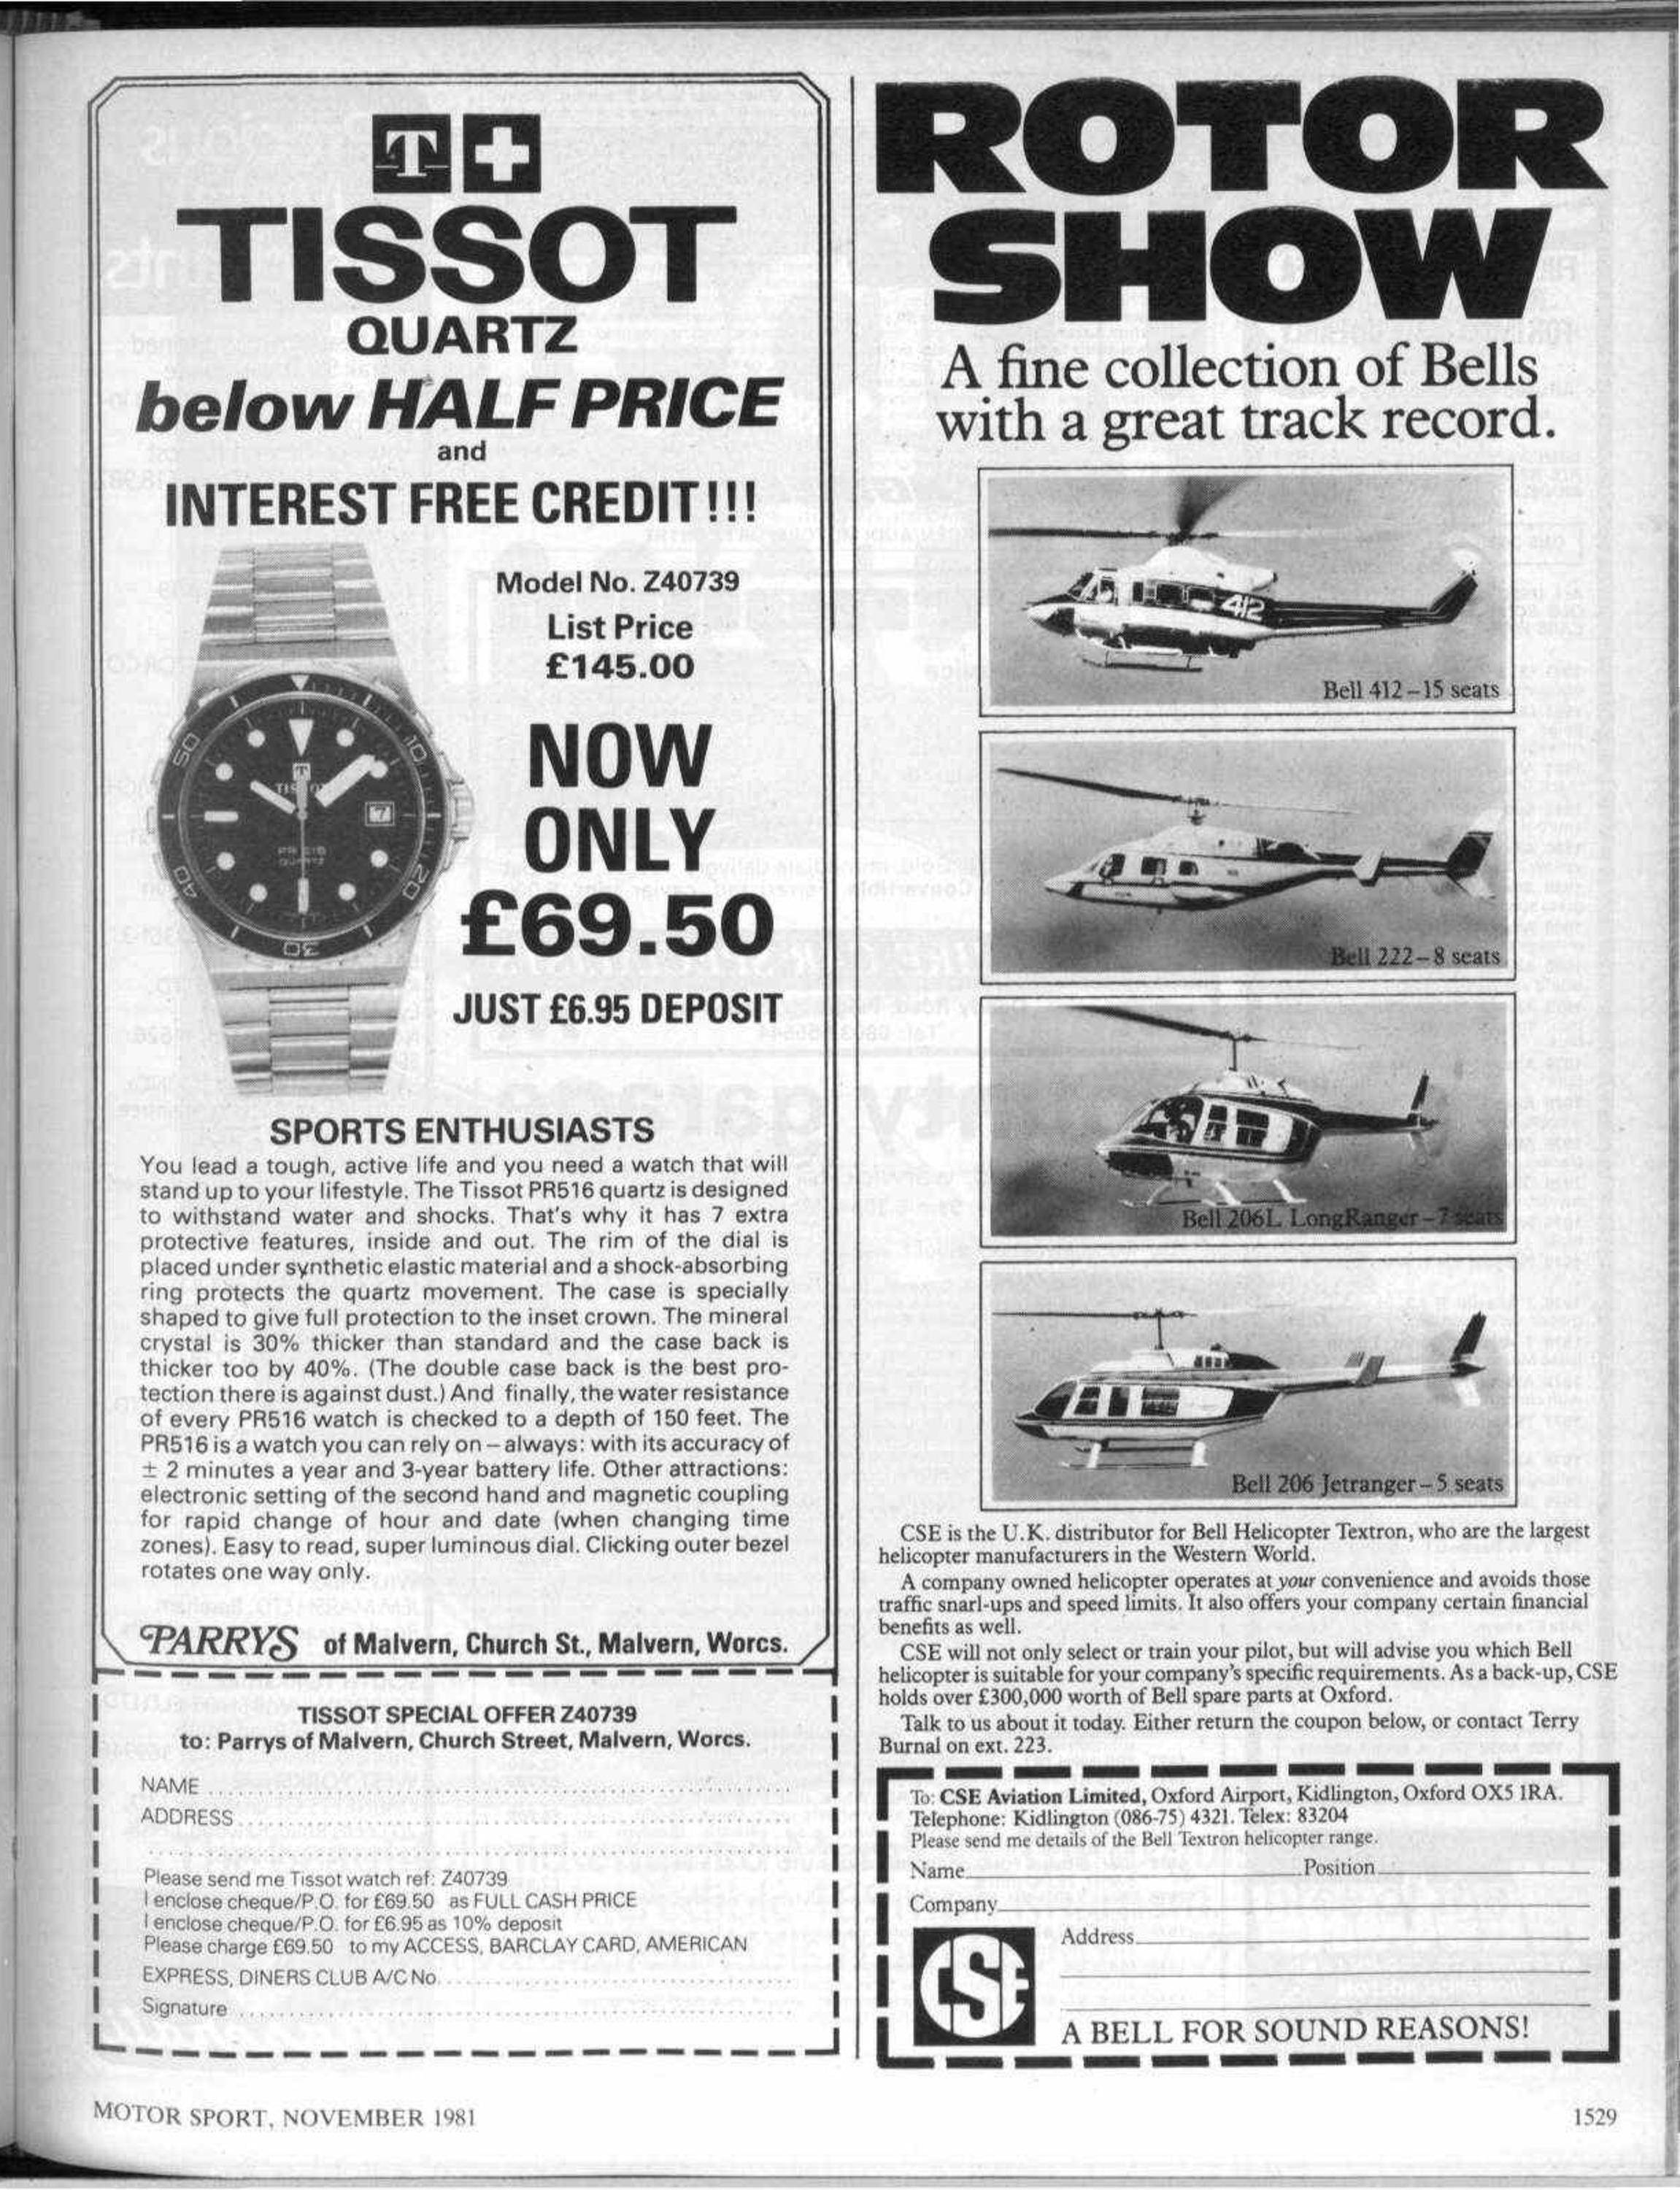 T
TISSOT
QUARTZ
below HALF PRICE
and
INTEREST FREE CREDIT!!!
Model No. Z40739
List Price
£145.00
NOW
ONLY
£69.50
JUST £6.95 DEPOSIT
50
10
T
7
PR 516
QUARTZ
40
20
30
SPORTS ENTHUSIASTS
You lead a tough, active life and you need a watch that will
stand up to your lifestyle. The Tissot PR516 quartz is designed
to withstand water and shocks. That's why it has 7 extra
protective features, inside and out. The rim of the dial is
placed under synthetic elastic material and a shock-absorbing
ring protects the quartz movement. The case is specially
shaped to give full protection to the inset crown. The mineral
crystal is 30% thicker than standard and the case back is
thicker too by 40%. (The double case back is the best pro-
tection there is against dust.) And finally, the water resistance
of every PR516 watch is checked to a depth of 150 feet. The
PR516 is a watch you can rely on – always: with its accuracy of
± 2 minutes a year and 3-year battery life. Other attractions:
electronic setting of the second hand and magnetic coupling
for rapid change of hour and date (when changing time
zones). Easy to read, super luminous dial. Clicking outer bezel
rotates one way only.
PARRYS of Malvern, Church St., Malvern, Worcs.
TISSOT SPECIAL OFFER Z40739
to: Parrys of Malvern, Church Street, Malvern, Worcs.
NAME
ADDRESS
Please send me Tissot watch ref: Z40739
I enclose cheque/P.O. for £69.50 as FULL CASH PRICE
I enclose cheque/P.O. for £6.95 as 10% deposit
Please charge £69.50 to my ACCESS, BARCLAY CARD, AMERICAN
EXPRESS, DINERS CLUB A/C No.
Signature
ROTOR
SHOW
A fine collection of Bells
with a great track record.
412
Bell 412 – 15 seats
Bell 222 – 8 seats
Bell 206L LongRanger – 7 seats
Bell 206 Jetranger – 5 seats
CSE is the U.K. distributor for Bell Helicopter Textron, who are the largest
helicopter manufacturers in the Western World.
A company owned helicopter operates at your convenience and avoids those
traffic snarl-ups and speed limits. It also offers your company certain financial
benefits as well.
CSE will not only select or train your pilot, but will advise you which Bell
helicopter is suitable for your company's specific requirements. As a back-up, CSE
holds over £300,000 worth of Bell spare parts at Oxford.
Talk to us about it today. Either return the coupon below, or contact Terry
Burnal on ext. 223.
To: CSE Aviation Limited, Oxford Airport, Kidlington, Oxford OX5 1RA.
Telephone: Kidlington (086-75) 4321. Telex: 83204
Please send me details of the Bell Textron helicopter range.
Name Position
Company
Address
CSE
A BELL FOR SOUND REASONS!
MOTOR SPORT, NOVEMBER 1981
1529